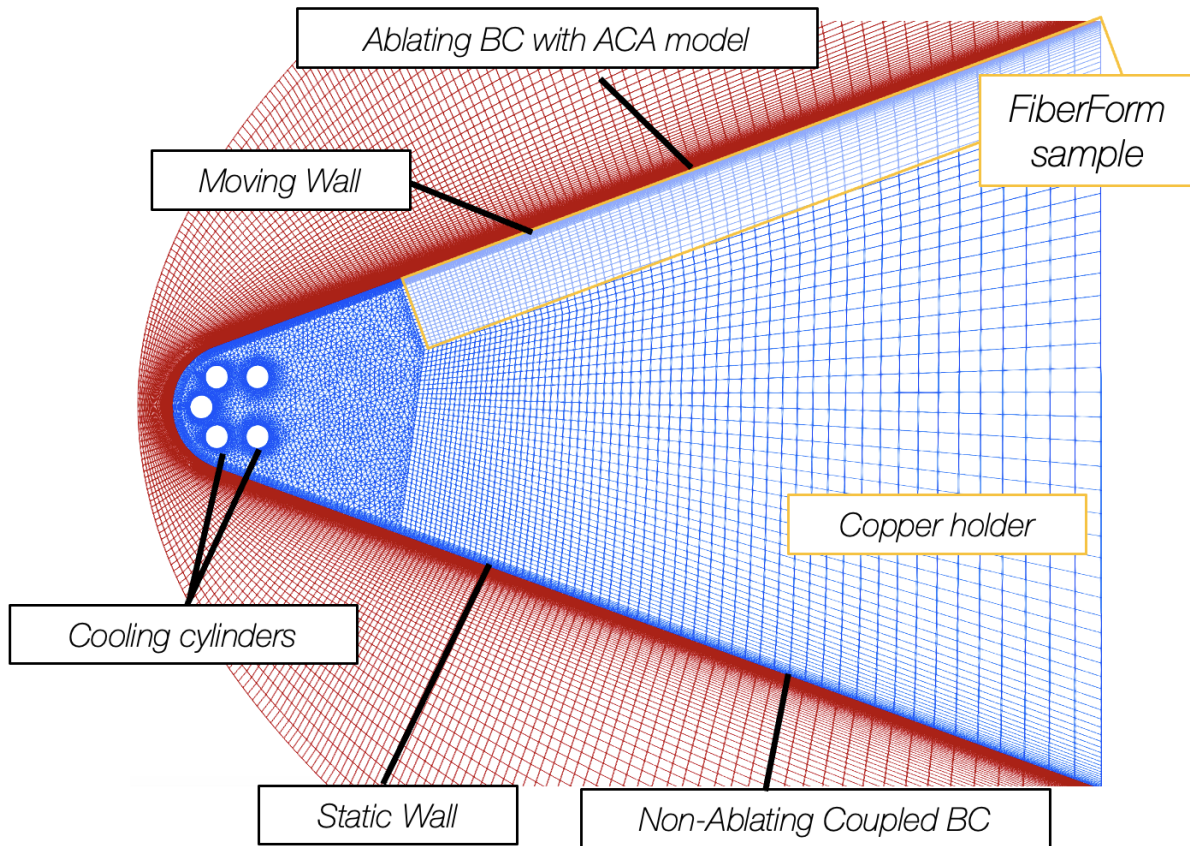 Ablating BC with ACA model
FiberForm
sample
Moving Wall
Copper holder
Cooling cylinders
Static Wall
Non-Ablating Coupled BC